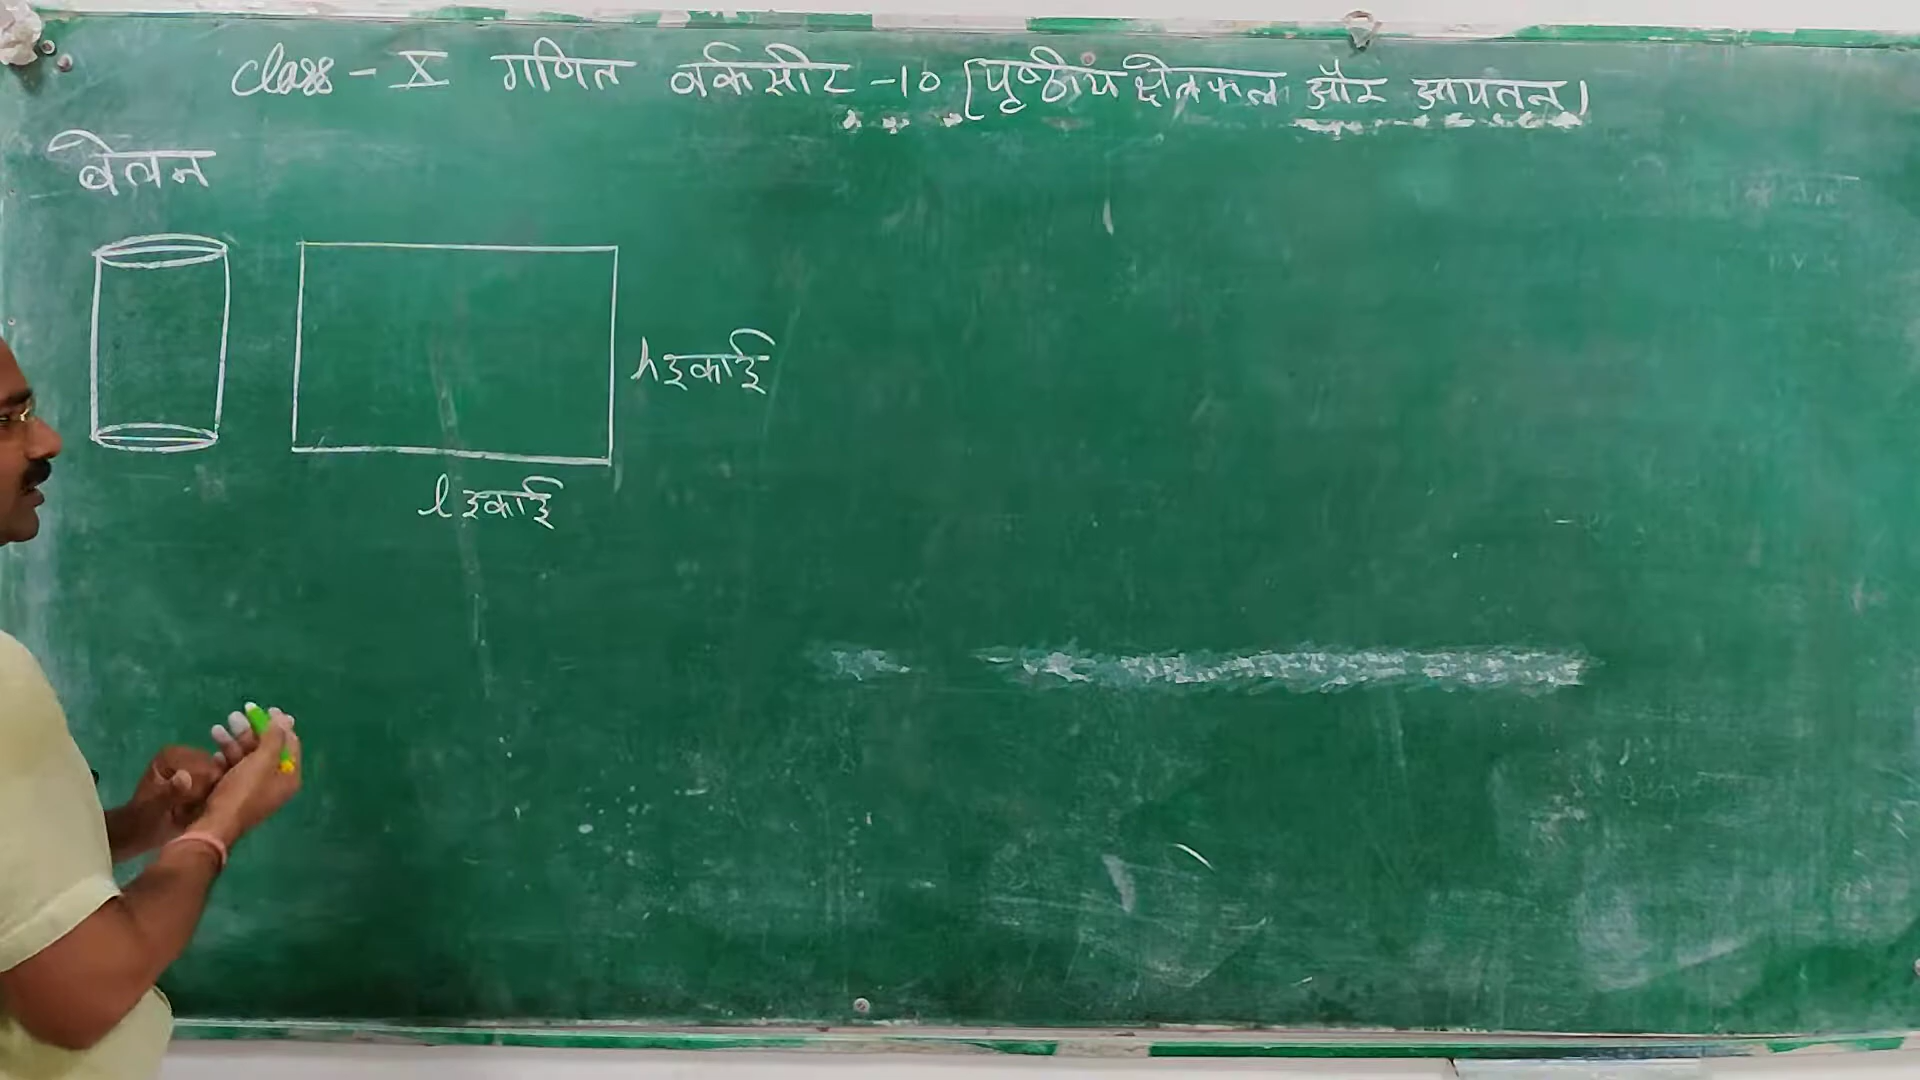 Class - X गणित वर्कसीट -10 [पृष्ठीय क्षेत्रफल और आयतन]
बेलन
h इकाई
l इकाई